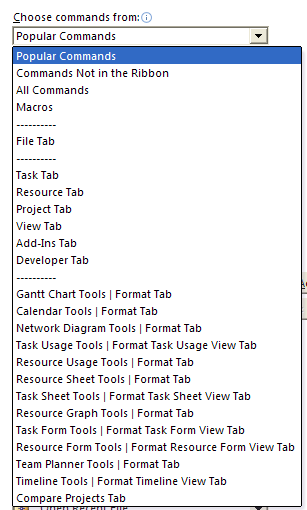 Choose commands from:
Popular Commands
Popular Commands
Commands Not in the Ribbon
All Commands
Macros
----------
File Tab
----------
Task Tab
Resource Tab
Project Tab
View Tab
Add-Ins Tab
Developer Tab
----------
Gantt Chart Tools | Format Tab
Calendar Tools | Format Tab
Network Diagram Tools | Format Tab
Task Usage Tools | Format Task Usage View Tab
Resource Usage Tools | Format Tab
Resource Sheet Tools | Format Tab
Task Sheet Tools | Format Task Sheet View Tab
Resource Graph Tools | Format Tab
Task Form Tools | Format Task Form View Tab
Resource Form Tools | Format Resource Form View Tab
Team Planner Tools | Format Tab
Timeline Tools | Format Timeline View Tab
Compare Projects Tab